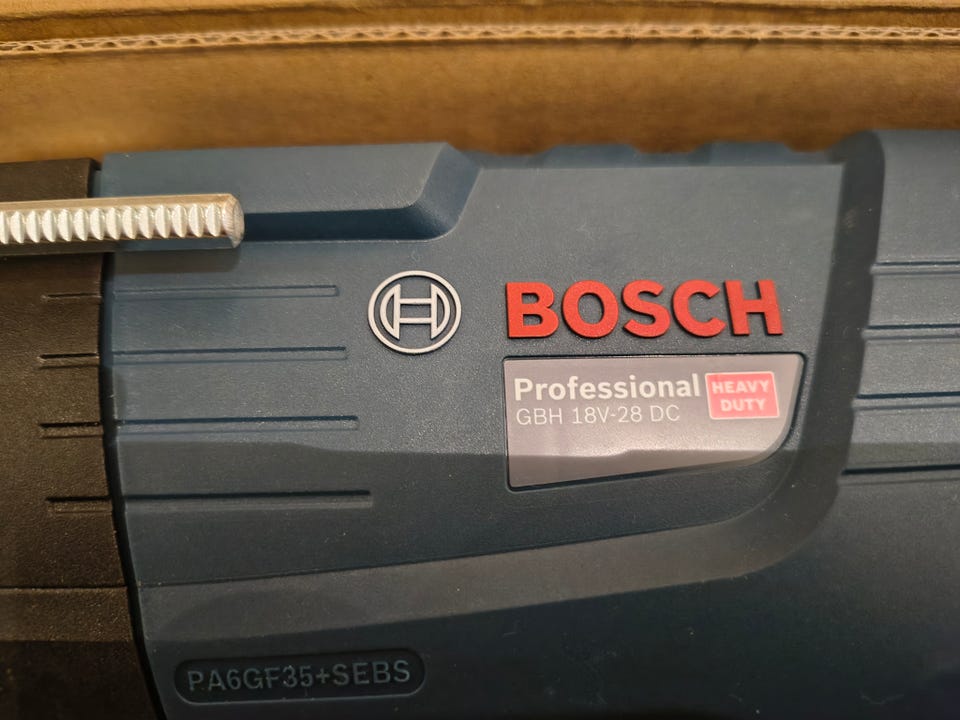 BOSCH
Professional HEAVY DUTY
GBH 18V-28 DC
PA6GF35+SEBS